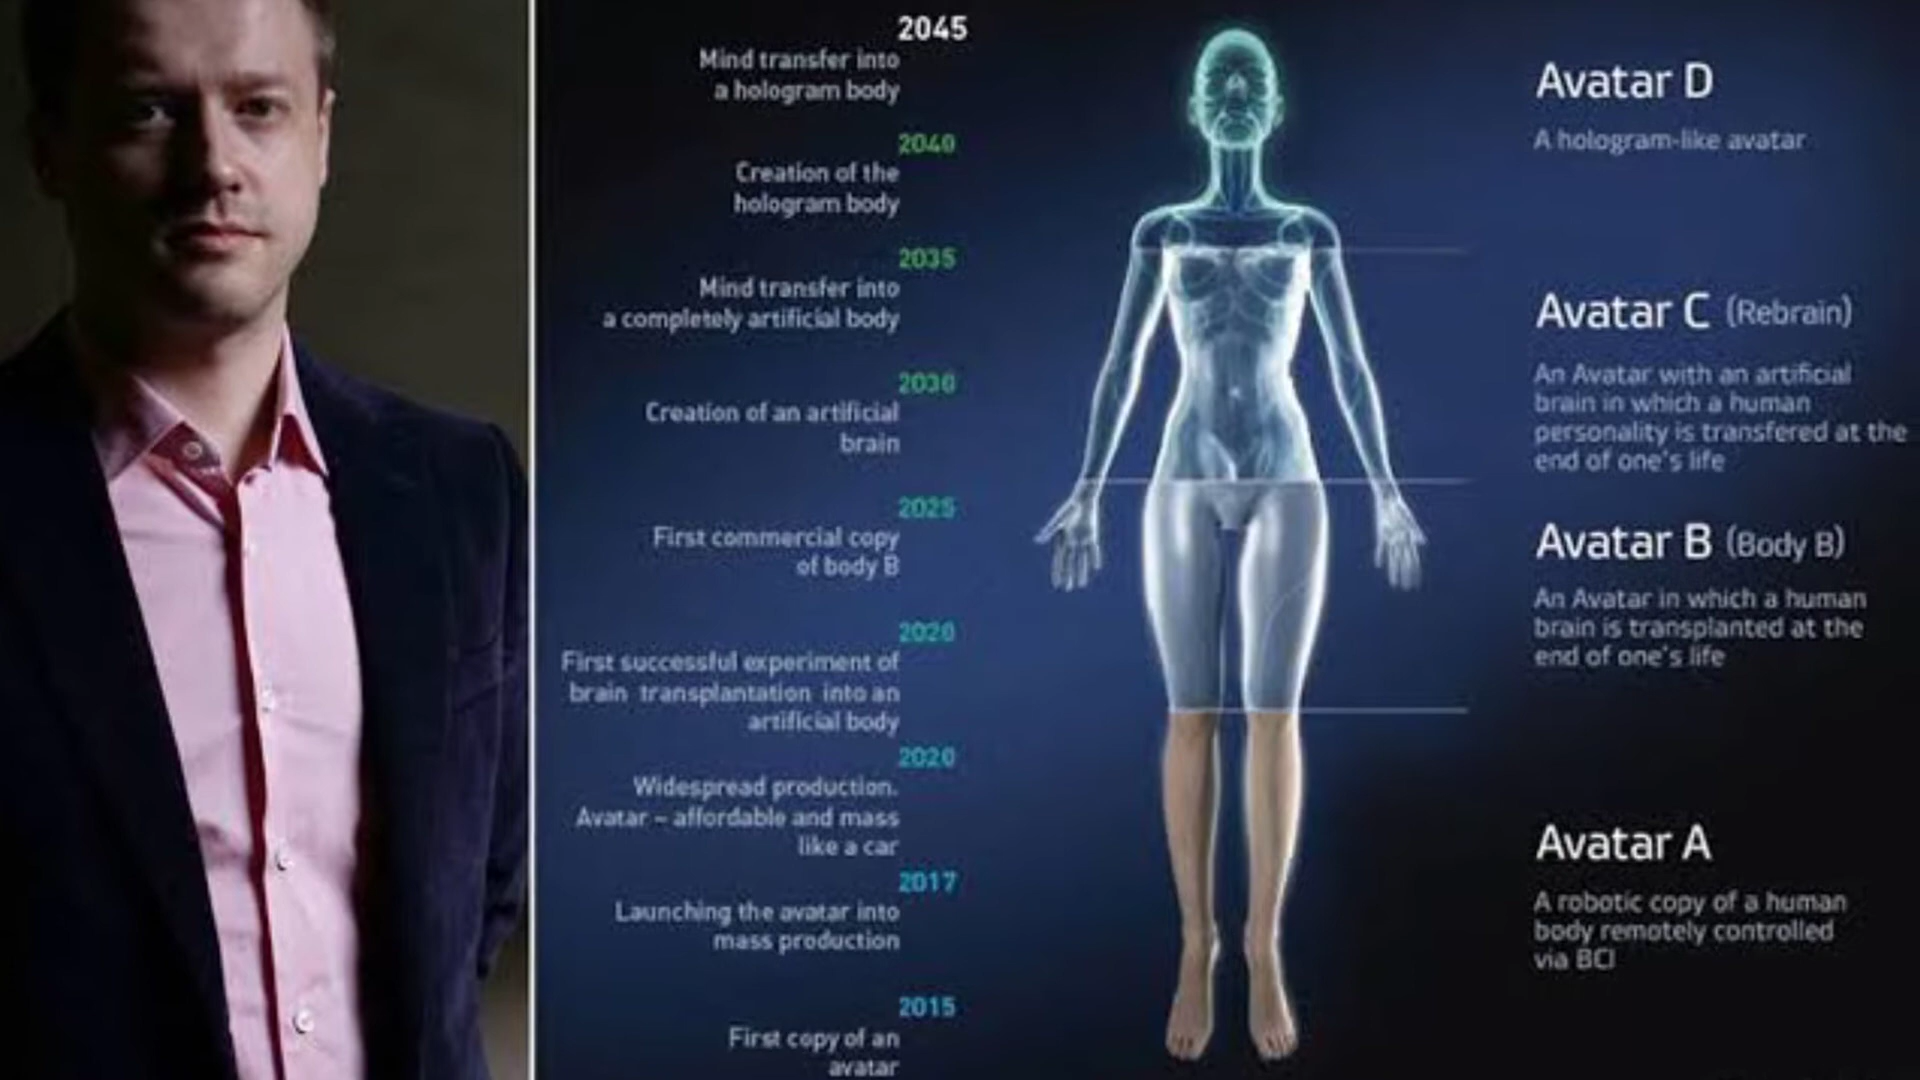 2045
Mind transfer into
a hologram body
2040
Creation of the
hologram body
2035
Mind transfer into
a completely artificial body
2030
Creation of an artificial
brain
2025
First commercial copy
of body B
2020
First successful experiment of
brain transplantation into an
artificial body
2020
Widespread production.
Avatar – affordable and mass
like a car
2017
Launching the avatar into
mass production
2015
First copy of an
avatar
Avatar D
A hologram-like avatar
Avatar C (Rebrain)
An Avatar with an artificial
brain in which a human
personality is transfered at the
end of one's life
Avatar B (Body B)
An Avatar in which a human
brain is transplanted at the
end of one's life
Avatar A
A robotic copy of a human
body remotely controlled
via BCI